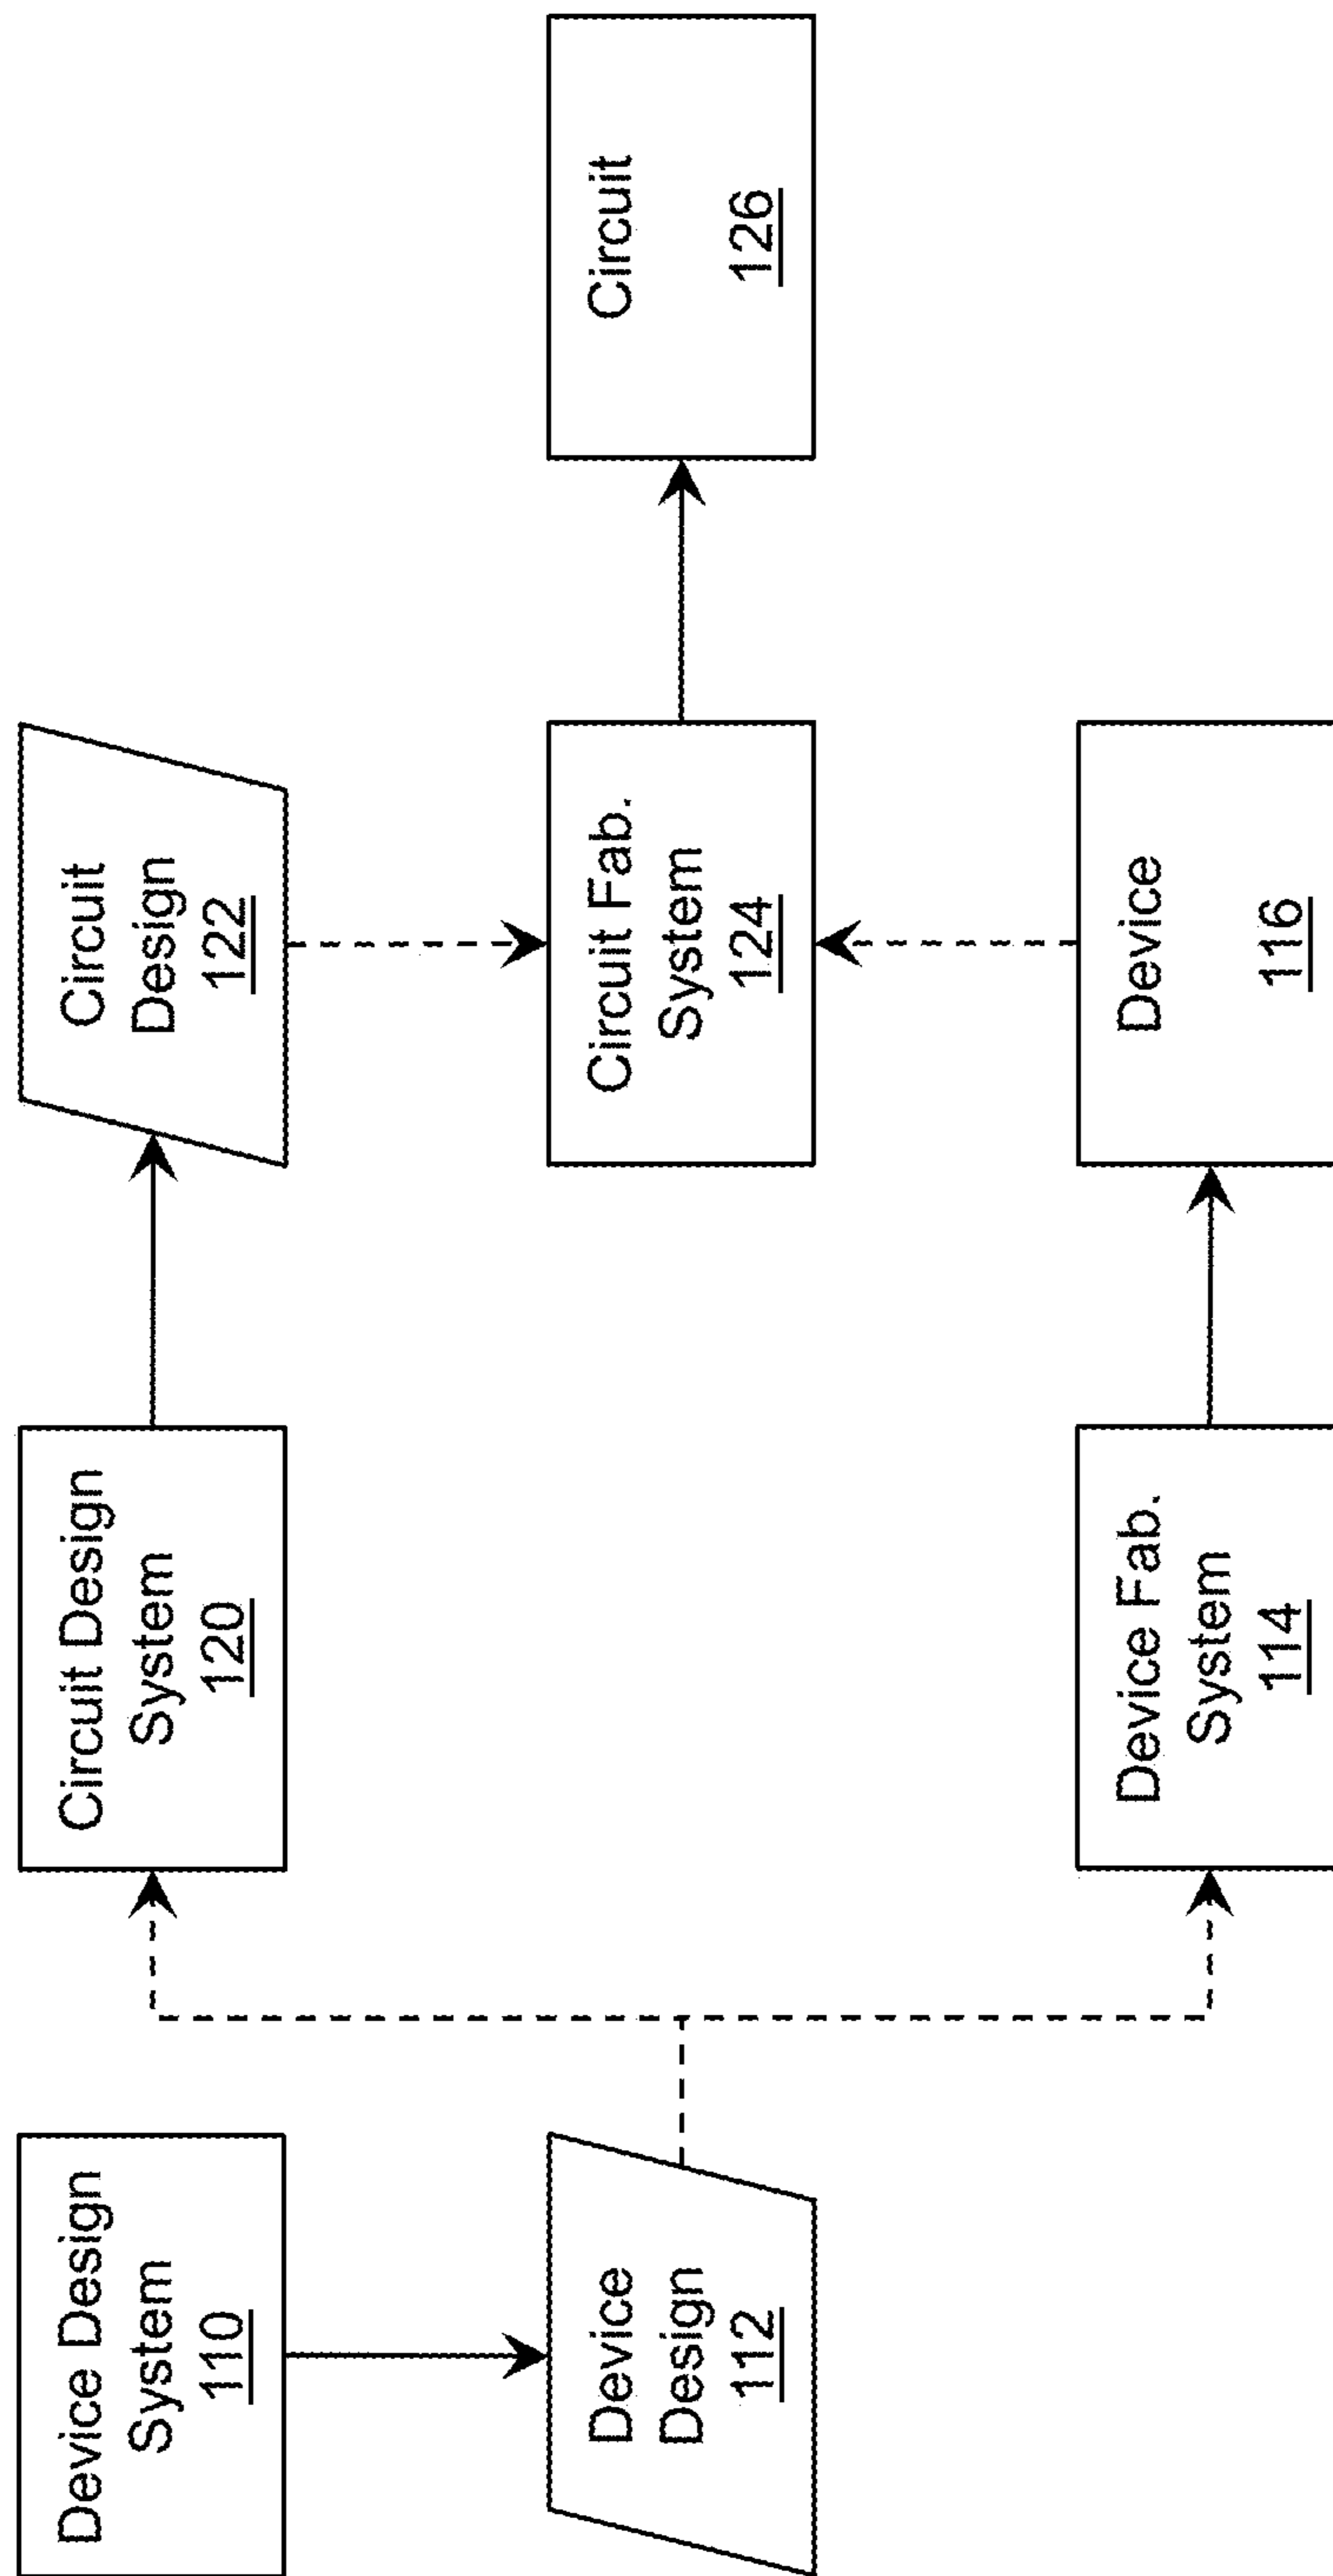 Device Design
System
110
Device
Design
112
Circuit Design
System
120
Device Fab.
System
114
Circuit
Design
122
Circuit Fab.
System
124
Device
116
Circuit
126